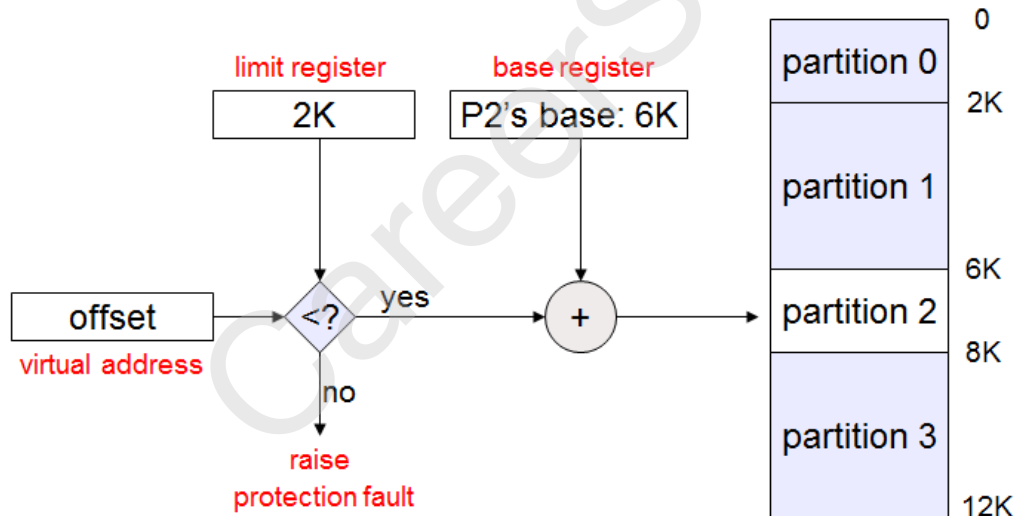 limit register
2K
base register
P2's base: 6K
offset
virtual address
<?
yes
no
raise
protection fault
+
0
partition 0
2K
partition 1
6K
partition 2
8K
partition 3
12K
CareerS